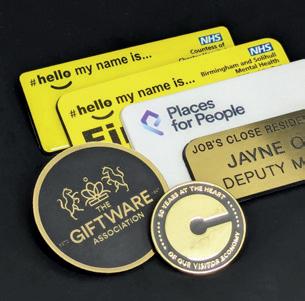 #hello my name is...
NHS
Countess of
#hello my name is...
NHS
Birmingham and Solihull
Mental Health
Places
for People
JOB'S CLOSE RESIDE
JAYNE
DEPUTY M
THE
GIFTWARE
ASSOCIATION
50 YEARS AT THE HEART
OF OUR VISITOR ECONOMY